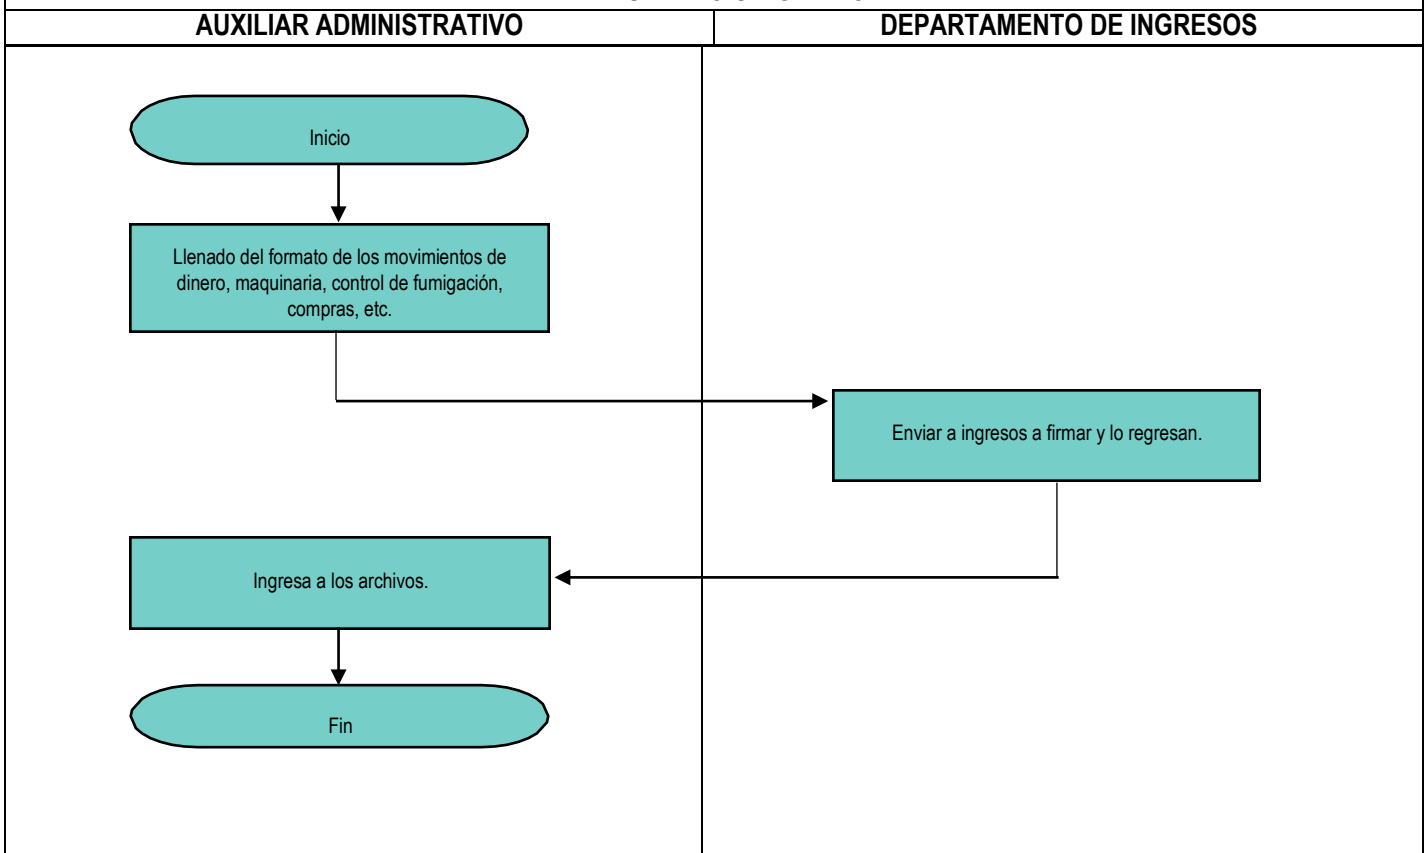 AUXILIAR ADMINISTRATIVO
DEPARTAMENTO DE INGRESOS
Inicio
Llenado del formato de los movimientos de
dinero, maquinaria, control de fumigación,
compras, etc.
Enviar a ingresos a firmar y lo regresan.
Ingresa a los archivos.
Fin